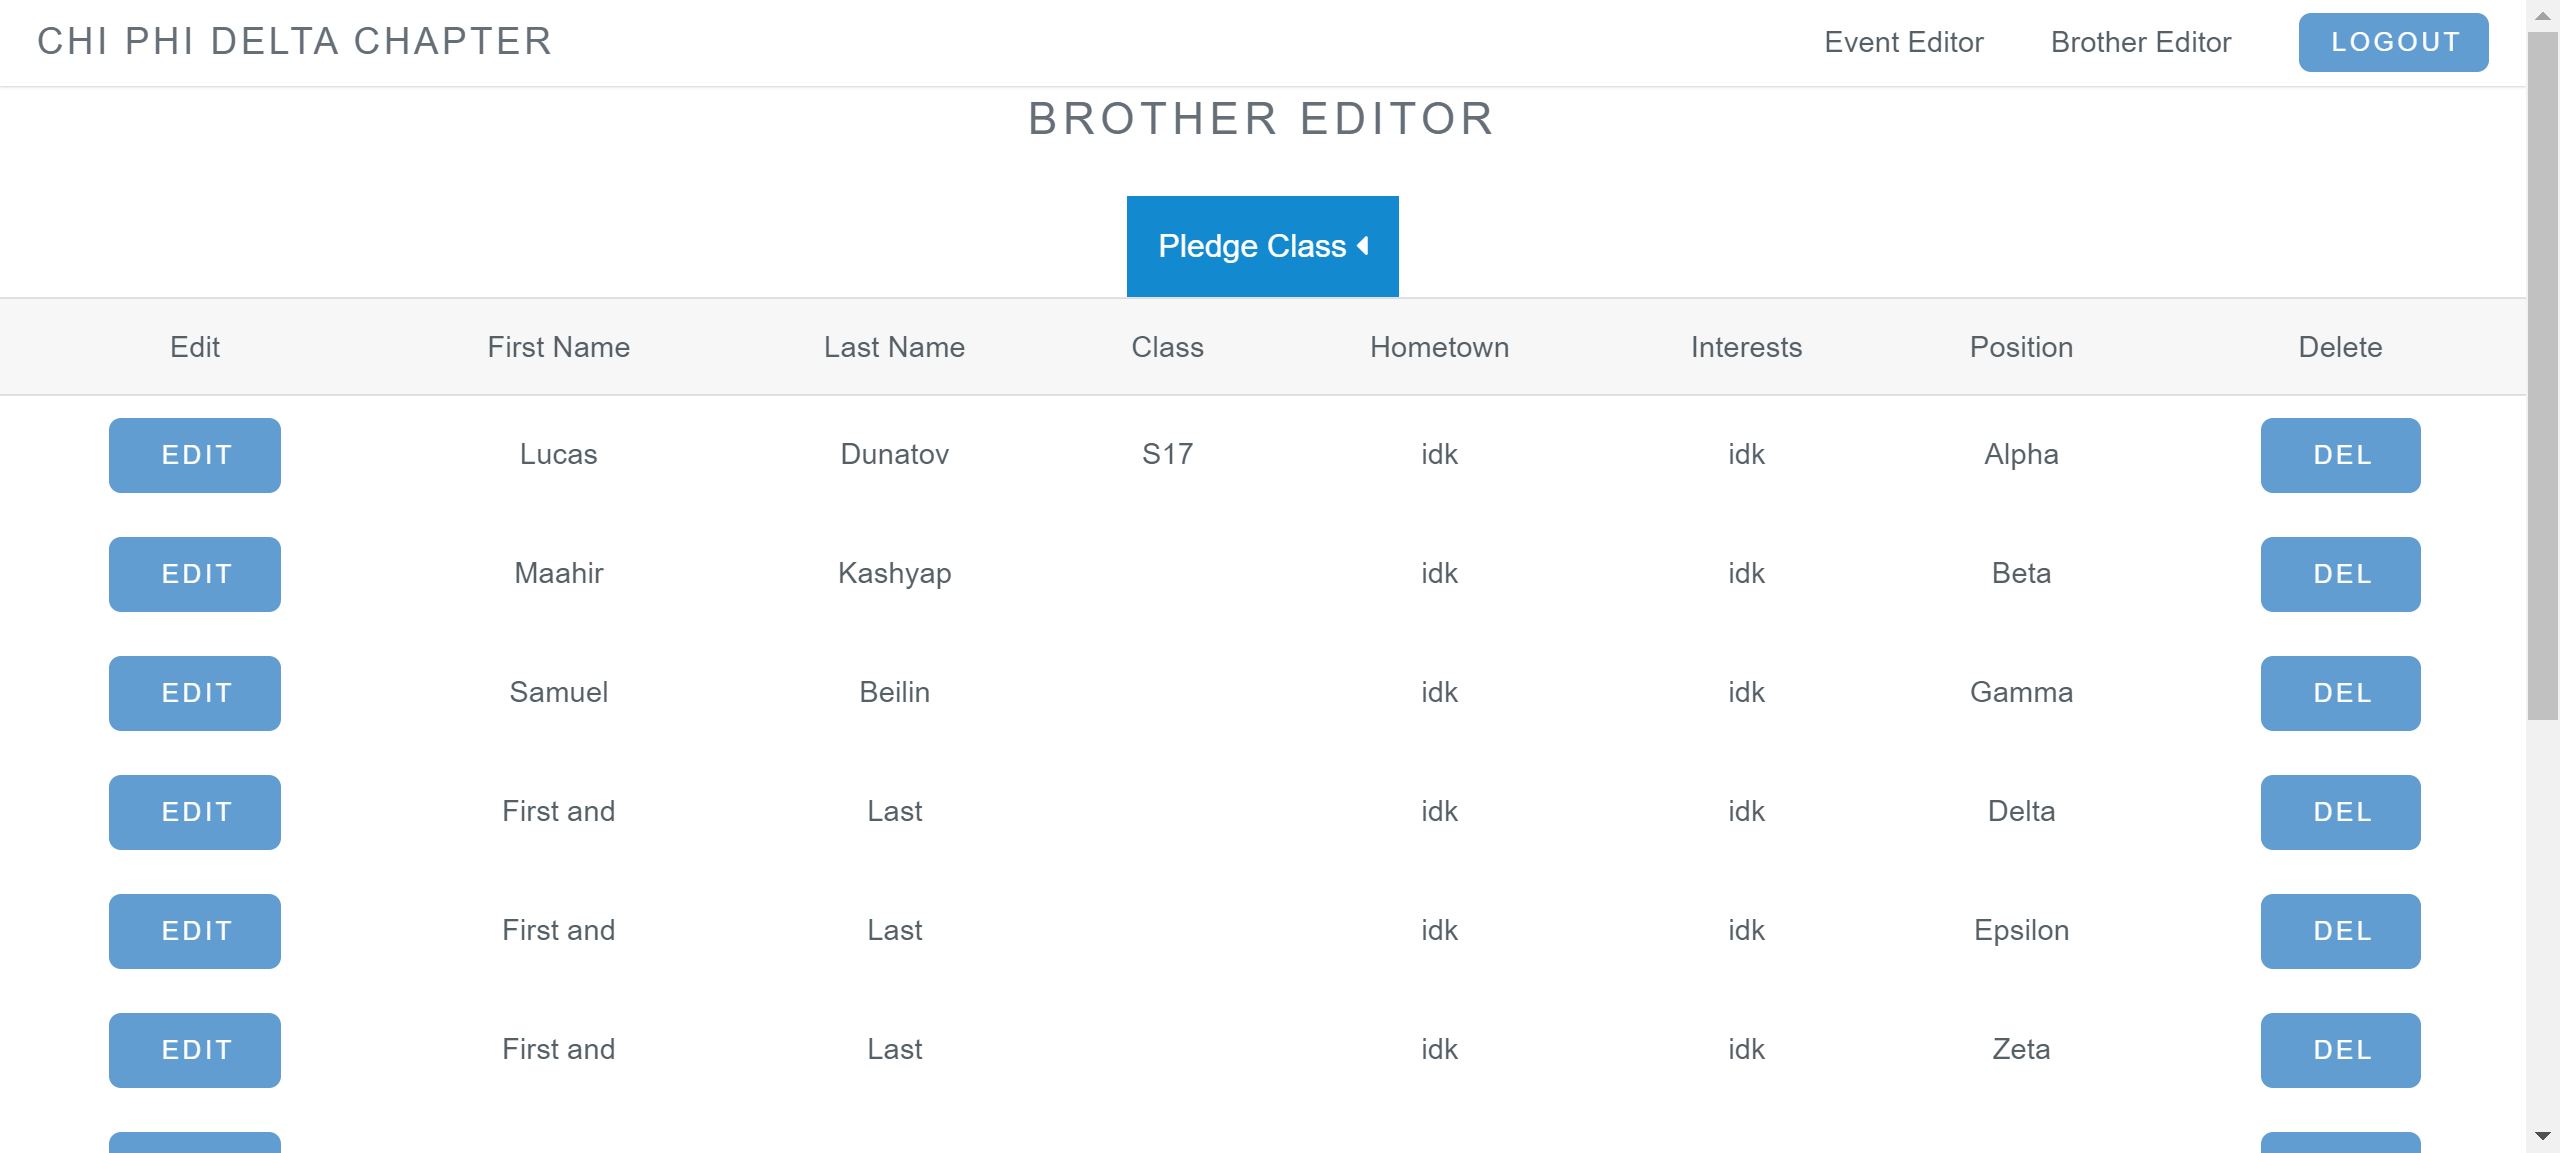 CHI PHI DELTA CHAPTER Event Editor Brother Editor LOGOUT
BROTHER EDITOR
Pledge Class
Edit First Name Last Name Class Hometown Interests Position Delete
EDIT Lucas Dunatov S17 idk idk Alpha DEL
EDIT Maahir Kashyap idk idk Beta DEL
EDIT Samuel Beilin idk idk Gamma DEL
EDIT First and Last idk idk Delta DEL
EDIT First and Last idk idk Epsilon DEL
EDIT First and Last idk idk Zeta DEL